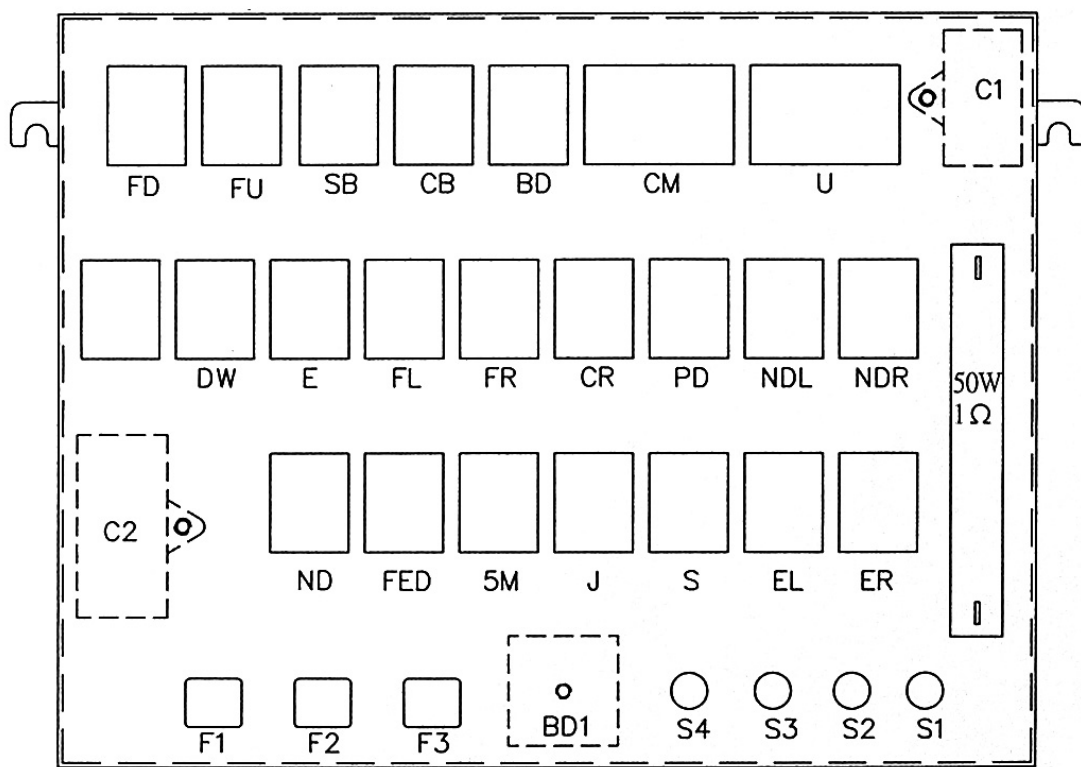 C1
FD FU SB CB BD CM U
DW E FL FR CR PD NDL NDR
50W
1Ω
C2
ND FED 5M J S EL ER
F1 F2 F3 BD1 S4 S3 S2 S1